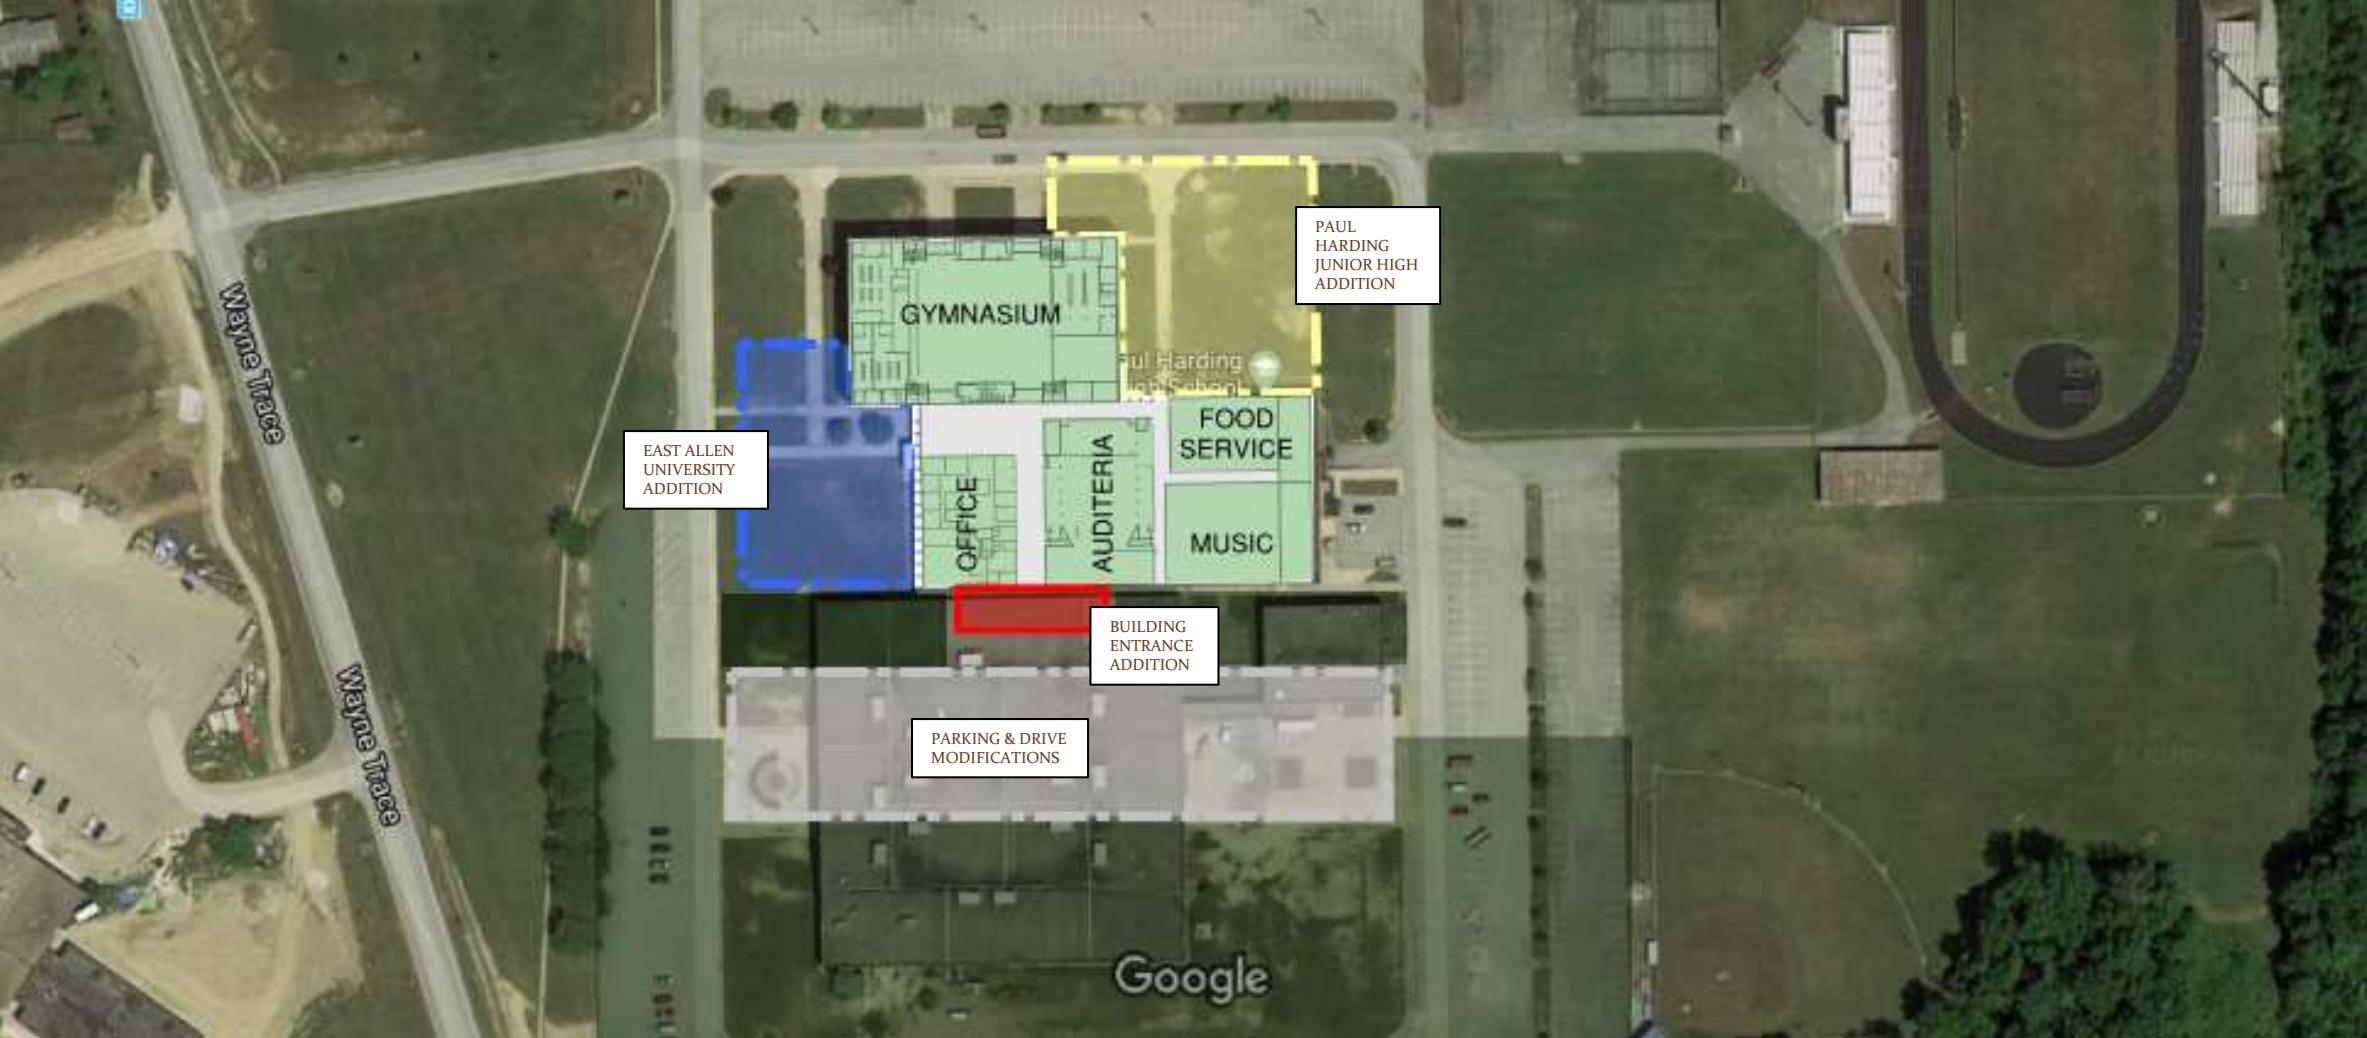 PAUL
HARDING
JUNIOR HIGH
ADDITION
GYMNASIUM
Harding
FOOD
SERVICE
EAST ALLEN
UNIVERSITY
ADDITION
OFFICE
AUDITERIA
MUSIC
BUILDING
ENTRANCE
ADDITION
PARKING & DRIVE
MODIFICATIONS
Wayne Trace
Wayne Trace
Google